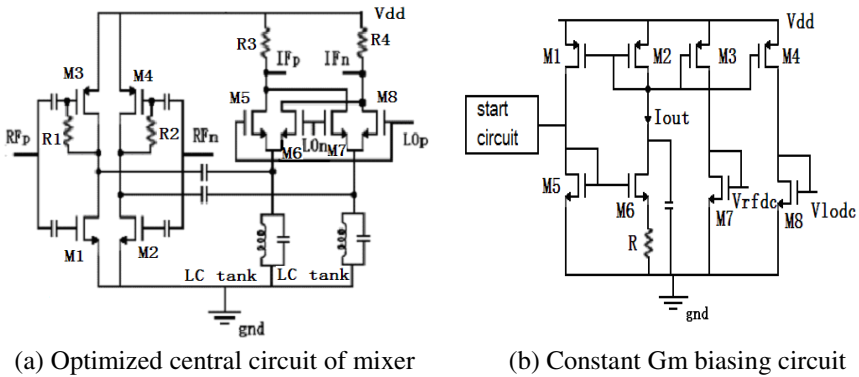 Vdd
R3
R4
IFp
IFn
M3
M4
M5
M8
RFp
R1
R2
RFn
LOn
LOp
M6
M7
M1
M2
LC tank
LC tank
gnd
(a) Optimized central circuit of mixer
Vdd
M1
M2
M3
M4
start
circuit
Iout
M5
M6
Vrfdc
M7
M8
Vlodc
R
gnd
(b) Constant Gm biasing circuit